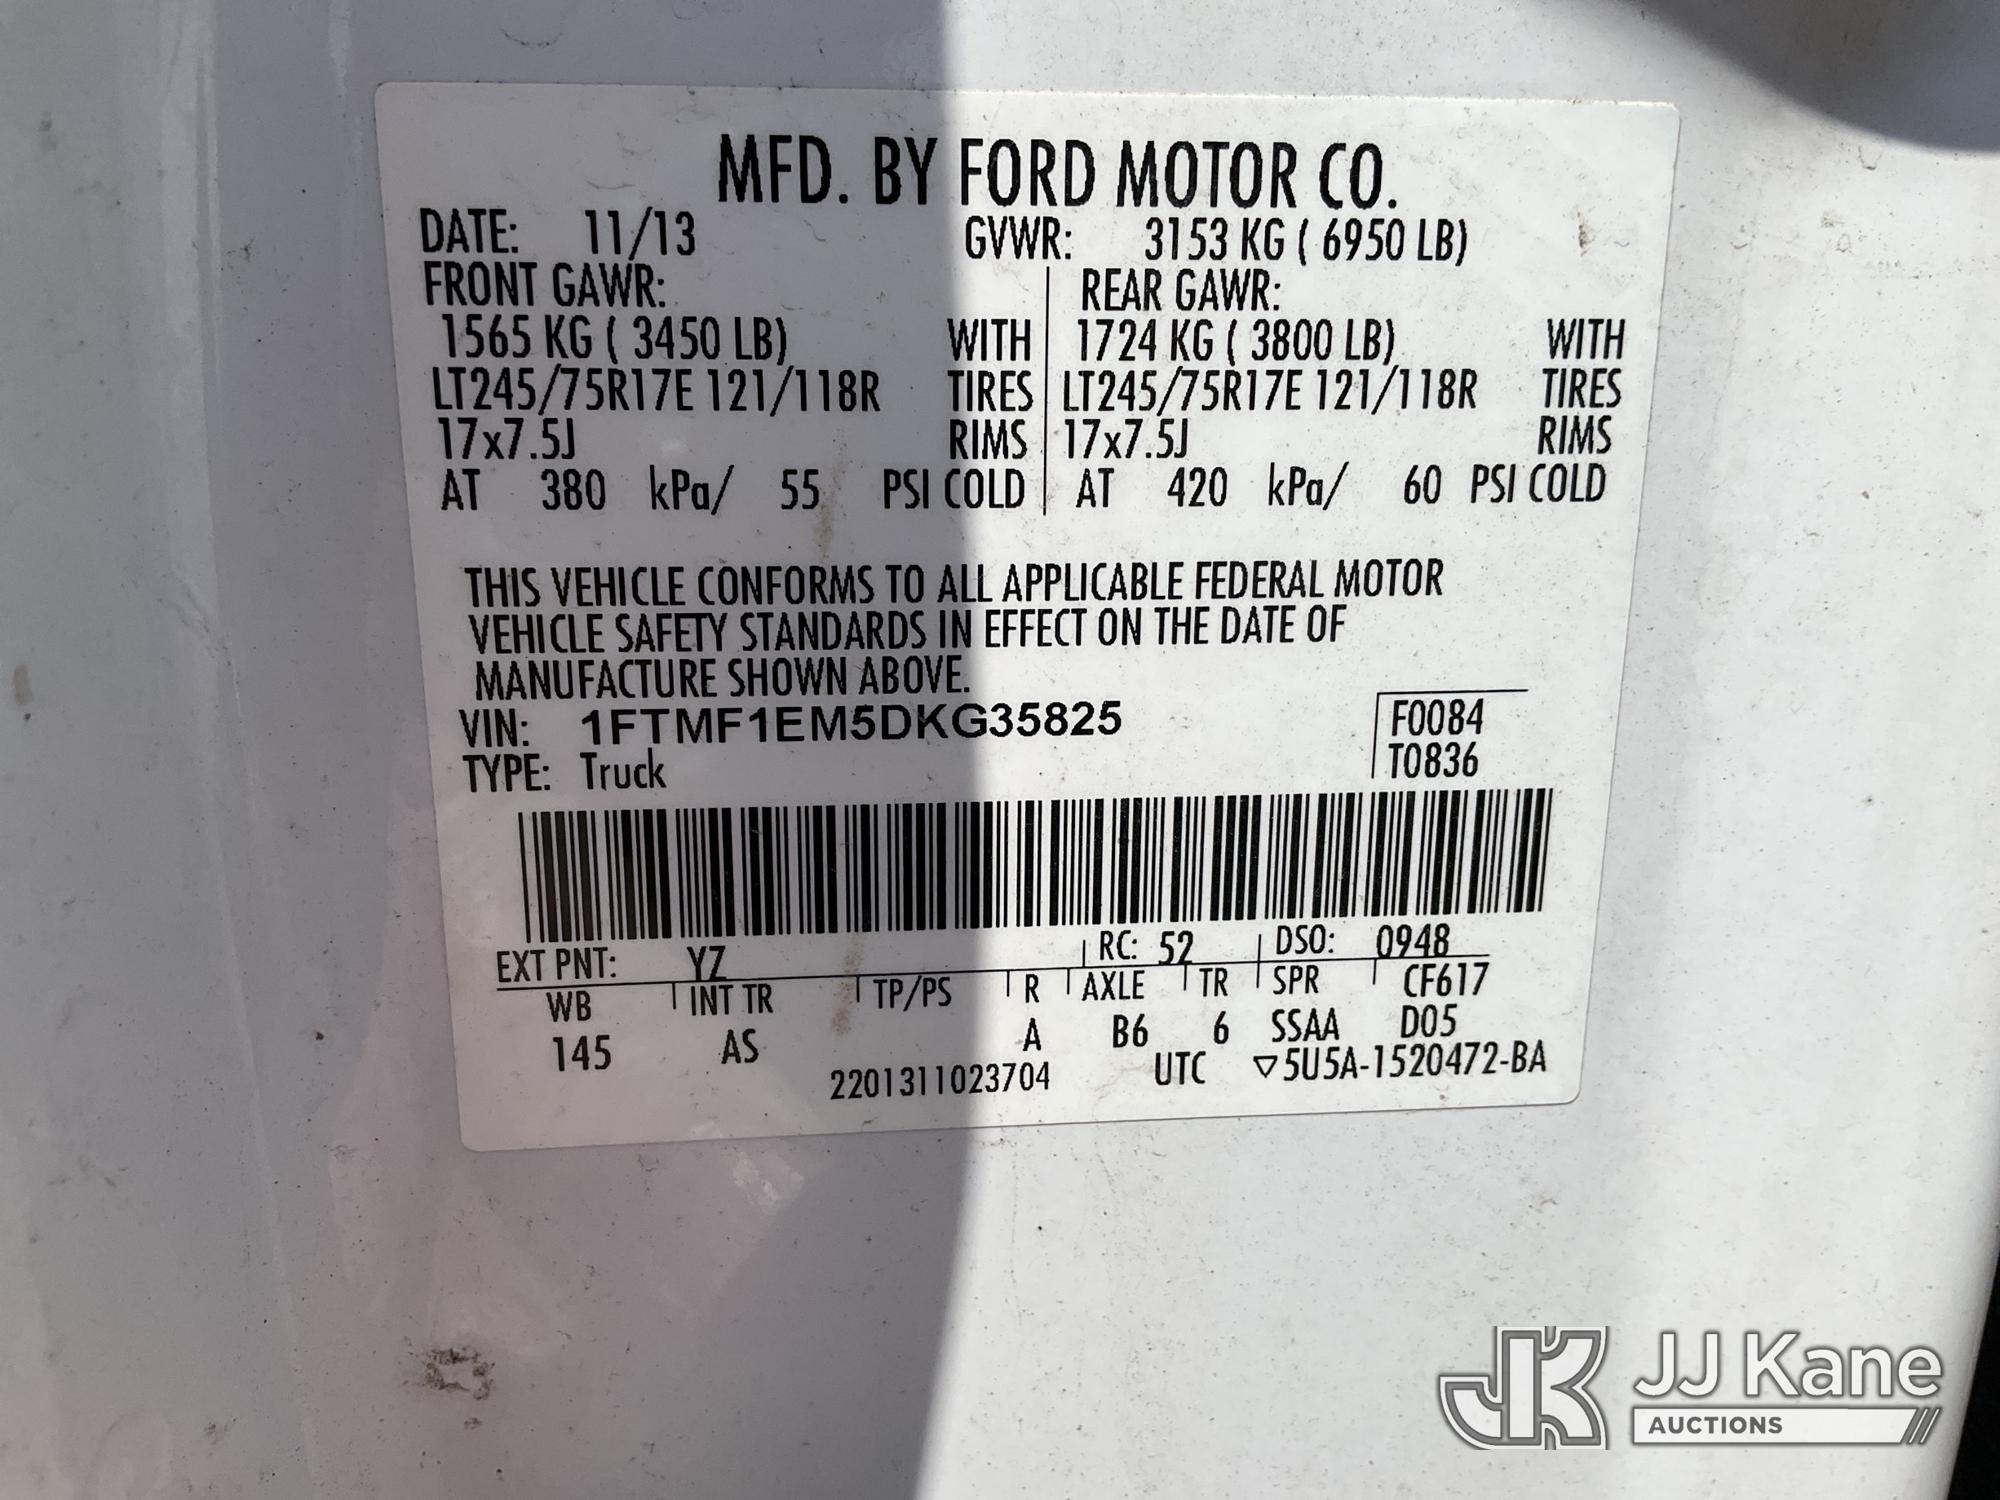 MFD. BY FORD MOTOR CO.
DATE: 11/13 GVWR: 3153 KG ( 6950 LB)
FRONT GAWR: REAR GAWR:
1565 KG ( 3450 LB) WITH 1724 KG ( 3800 LB) WITH
LT245/75R17E 121/118R TIRES LT245/75R17E 121/118R TIRES
17x7.5J RIMS 17x7.5J RIMS
AT 380 kPa/ 55 PSI COLD AT 420 kPa/ 60 PSI COLD
THIS VEHICLE CONFORMS TO ALL APPLICABLE FEDERAL MOTOR
VEHICLE SAFETY STANDARDS IN EFFECT ON THE DATE OF
MANUFACTURE SHOWN ABOVE.
VIN: 1FTMF1EM5DKG35825 F0084
TYPE: Truck T0836
EXT PNT: YZ RC: 52 DSO: 0948
WB INT TR TP/PS R AXLE TR SPR CF617
145 AS A B6 6 SSAA D05
2201311023704 UTC ▽5U5A-1520472-BA
JK JJ Kane
AUCTIONS